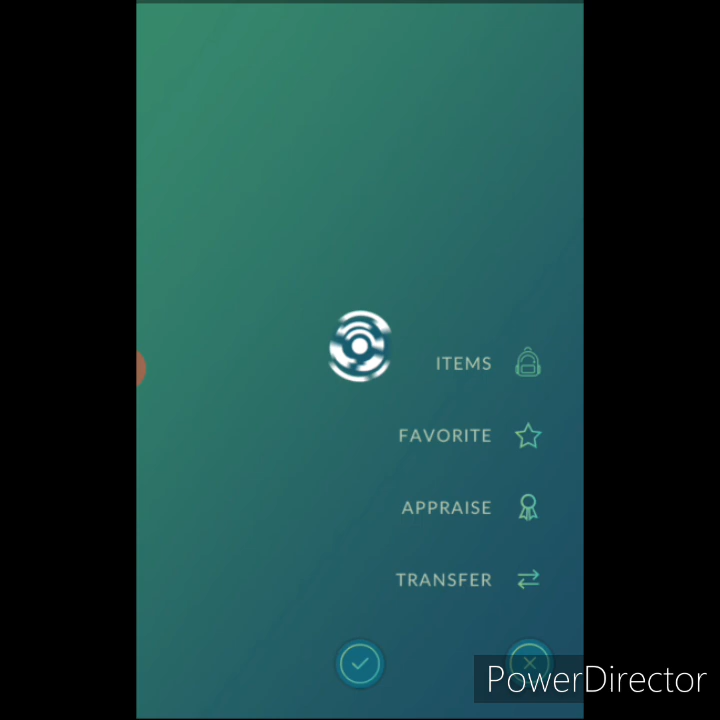 ITEMS
FAVORITE
APPRAISE
TRANSFER
PowerDirector